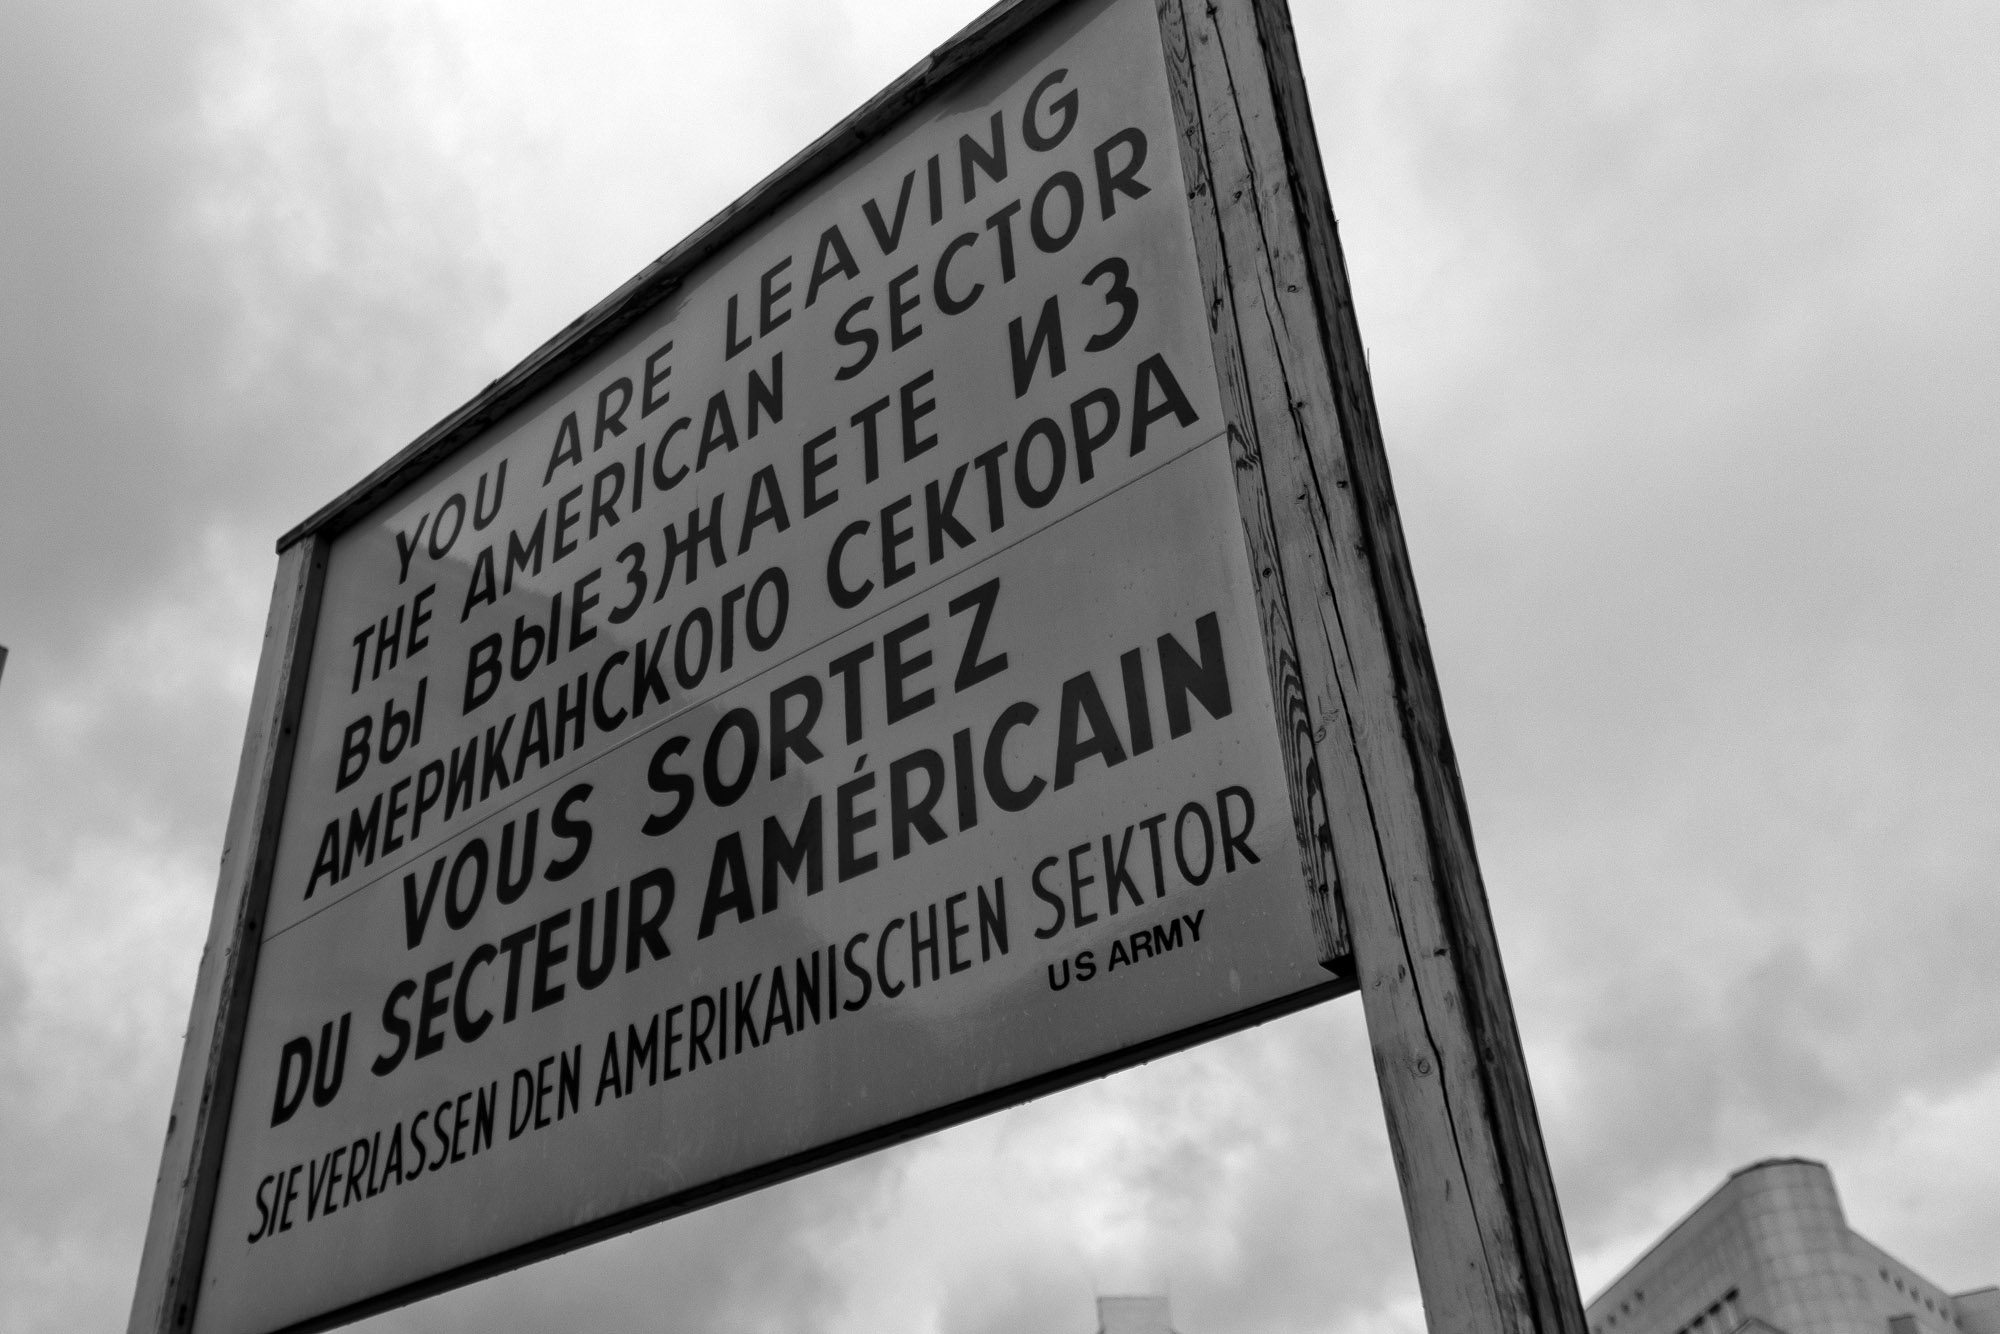 YOU ARE LEAVING
THE AMERICAN SECTOR
ВЫ ВЫЕЗЖАЕТЕ ИЗ
АМЕРИКАНСКОГО СЕКТОРА
VOUS SORTEZ
DU SECTEUR AMÉRICAIN
SIE VERLASSEN DEN AMERIKANISCHEN SEKTOR
US ARMY